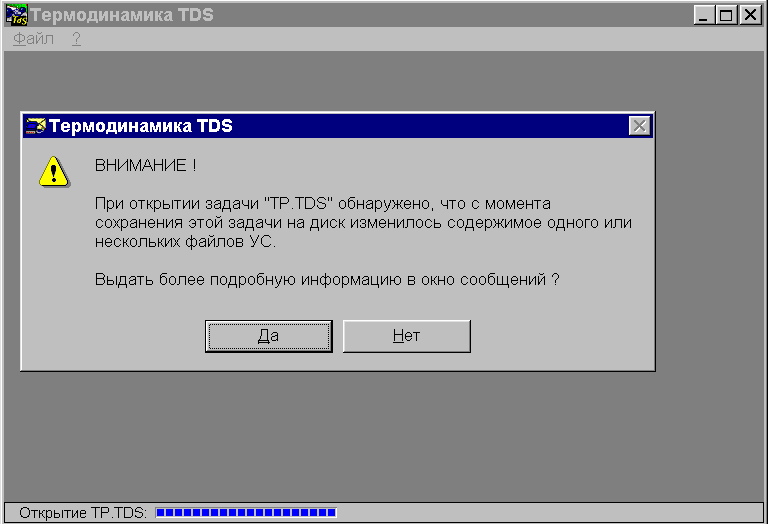 Термодинамика TDS
Файл ?
Термодинамика TDS
ВНИМАНИЕ !
При открытии задачи "TP.TDS" обнаружено, что с момента
сохранения этой задачи на диск изменилось содержимое одного или
нескольких файлов УС.
Выдать более подробную информацию в окно сообщений ?
Да Нет
Открытие TP.TDS: